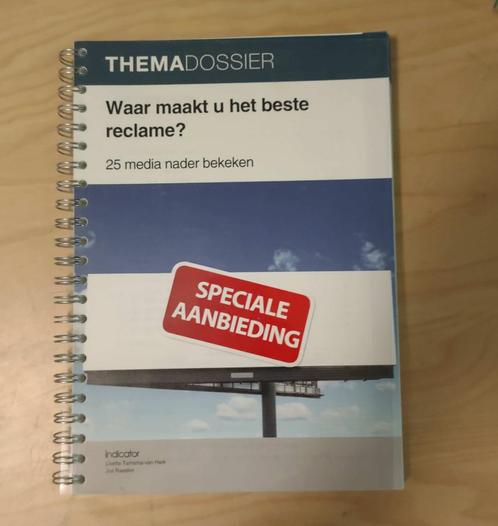 THEMADOSSIER
Waar maakt u het beste
reclame?
25 media nader bekeken
SPECIALE
AANBIEDING
indicator